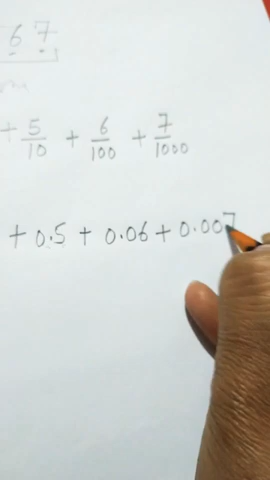 67
+ 5/10 + 6/100 + 7/1000
+ 0.5 + 0.06 + 0.007